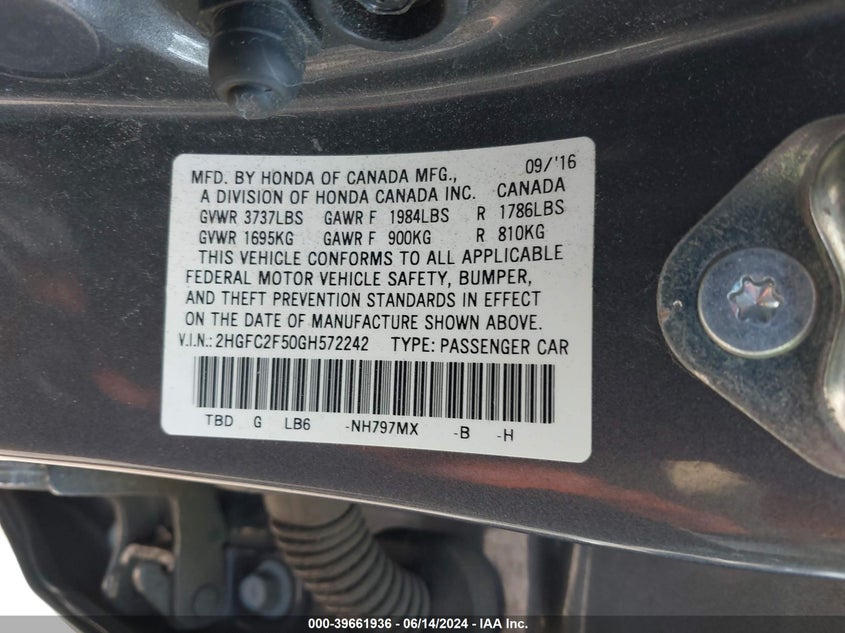 MFD. BY HONDA OF CANADA MFG., 09/'16
A DIVISION OF HONDA CANADA INC. CANADA
GVWR 3737LBS GAWR F 1984LBS R 1786LBS
GVWR 1695KG GAWR F 900KG R 810KG
THIS VEHICLE CONFORMS TO ALL APPLICABLE
FEDERAL MOTOR VEHICLE SAFETY, BUMPER,
AND THEFT PREVENTION STANDARDS IN EFFECT
ON THE DATE OF MANUFACTURE SHOWN ABOVE.
V.I.N.: 2HGFC2F50GH572242 TYPE: PASSENGER CAR
TBD G LB6 -NH797MX -B -H
000-39661936 - 06/14/2024 - IAAI.COM